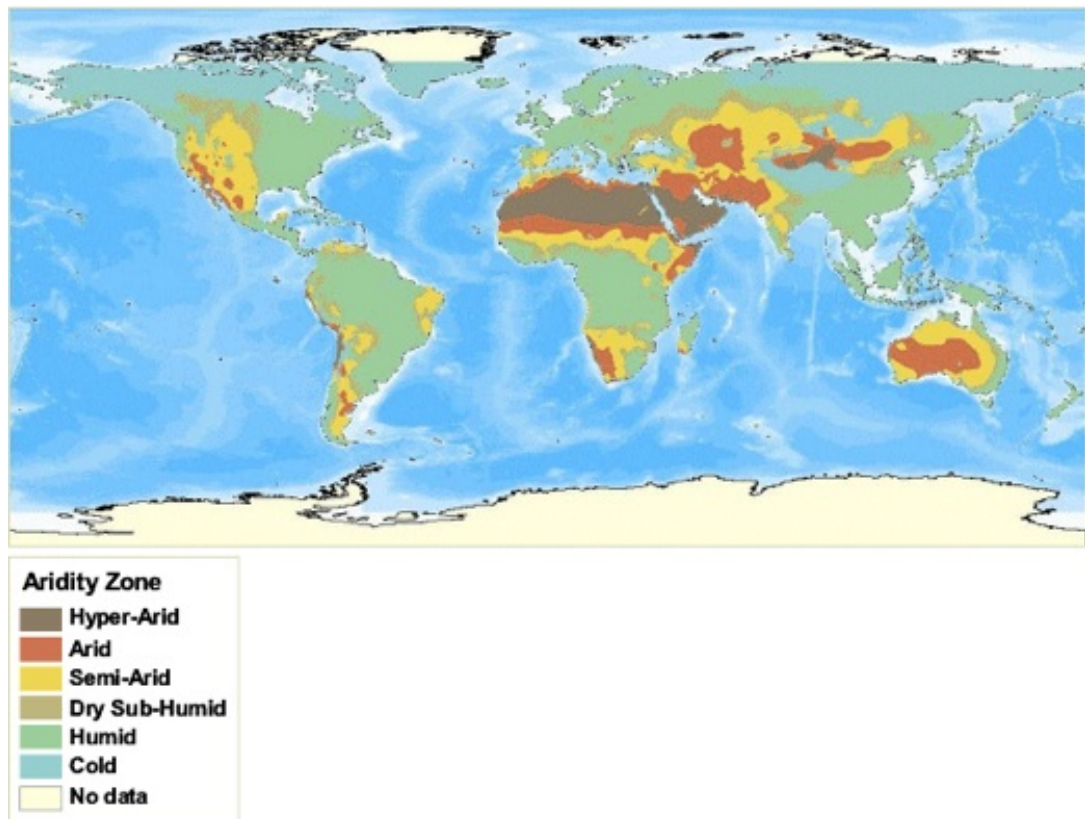 Aridity Zone
Hyper-Arid
Arid
Semi-Arid
Dry Sub-Humid
Humid
Cold
No data